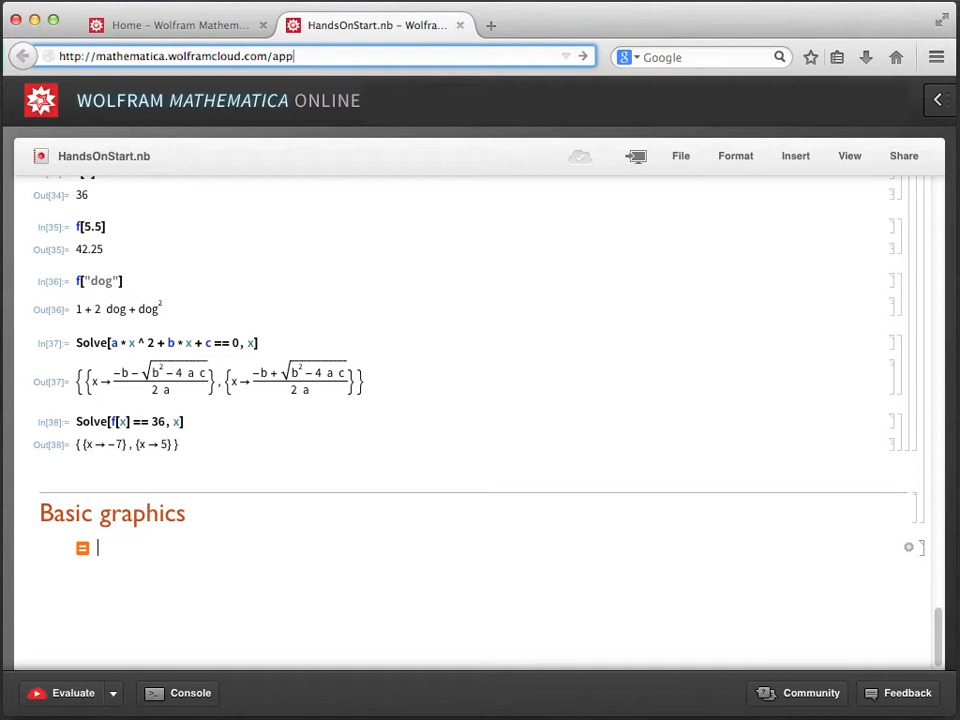 Home – Wolfram Mathem...
HandsOnStart.nb – Wolfra...
http://mathematica.wolframcloud.com/app
Google
WOLFRAM MATHEMATICA ONLINE
HandsOnStart.nb
File Format Insert View Share
Out[34]= 36
In[35]:= f[5.5]
Out[35]= 42.25
In[36]:= f["dog"]
Out[36]= 1 + 2 dog + dog²
In[37]:= Solve[a * x ^ 2 + b * x + c == 0, x]
Out[37]= {{x → (-b - √(b² - 4 a c))/(2 a)}, {x → (-b + √(b² - 4 a c))/(2 a)}}
In[38]:= Solve[f[x] == 36, x]
Out[38]= {{x → -7}, {x → 5}}
Basic graphics
Evaluate Console Community Feedback